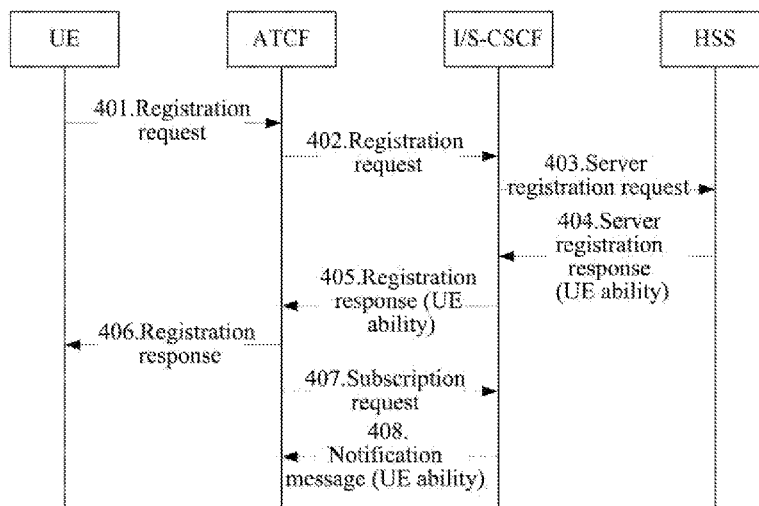 UE
ATCF
I/S-CSCF
HSS
401.Registration
request
402.Registration
request
403.Server
registration request
404.Server
registration
response
(UE ability)
405.Registration
response (UE
ability)
406.Registration
response
407.Subscription
request
408.
Notification
message (UE ability)